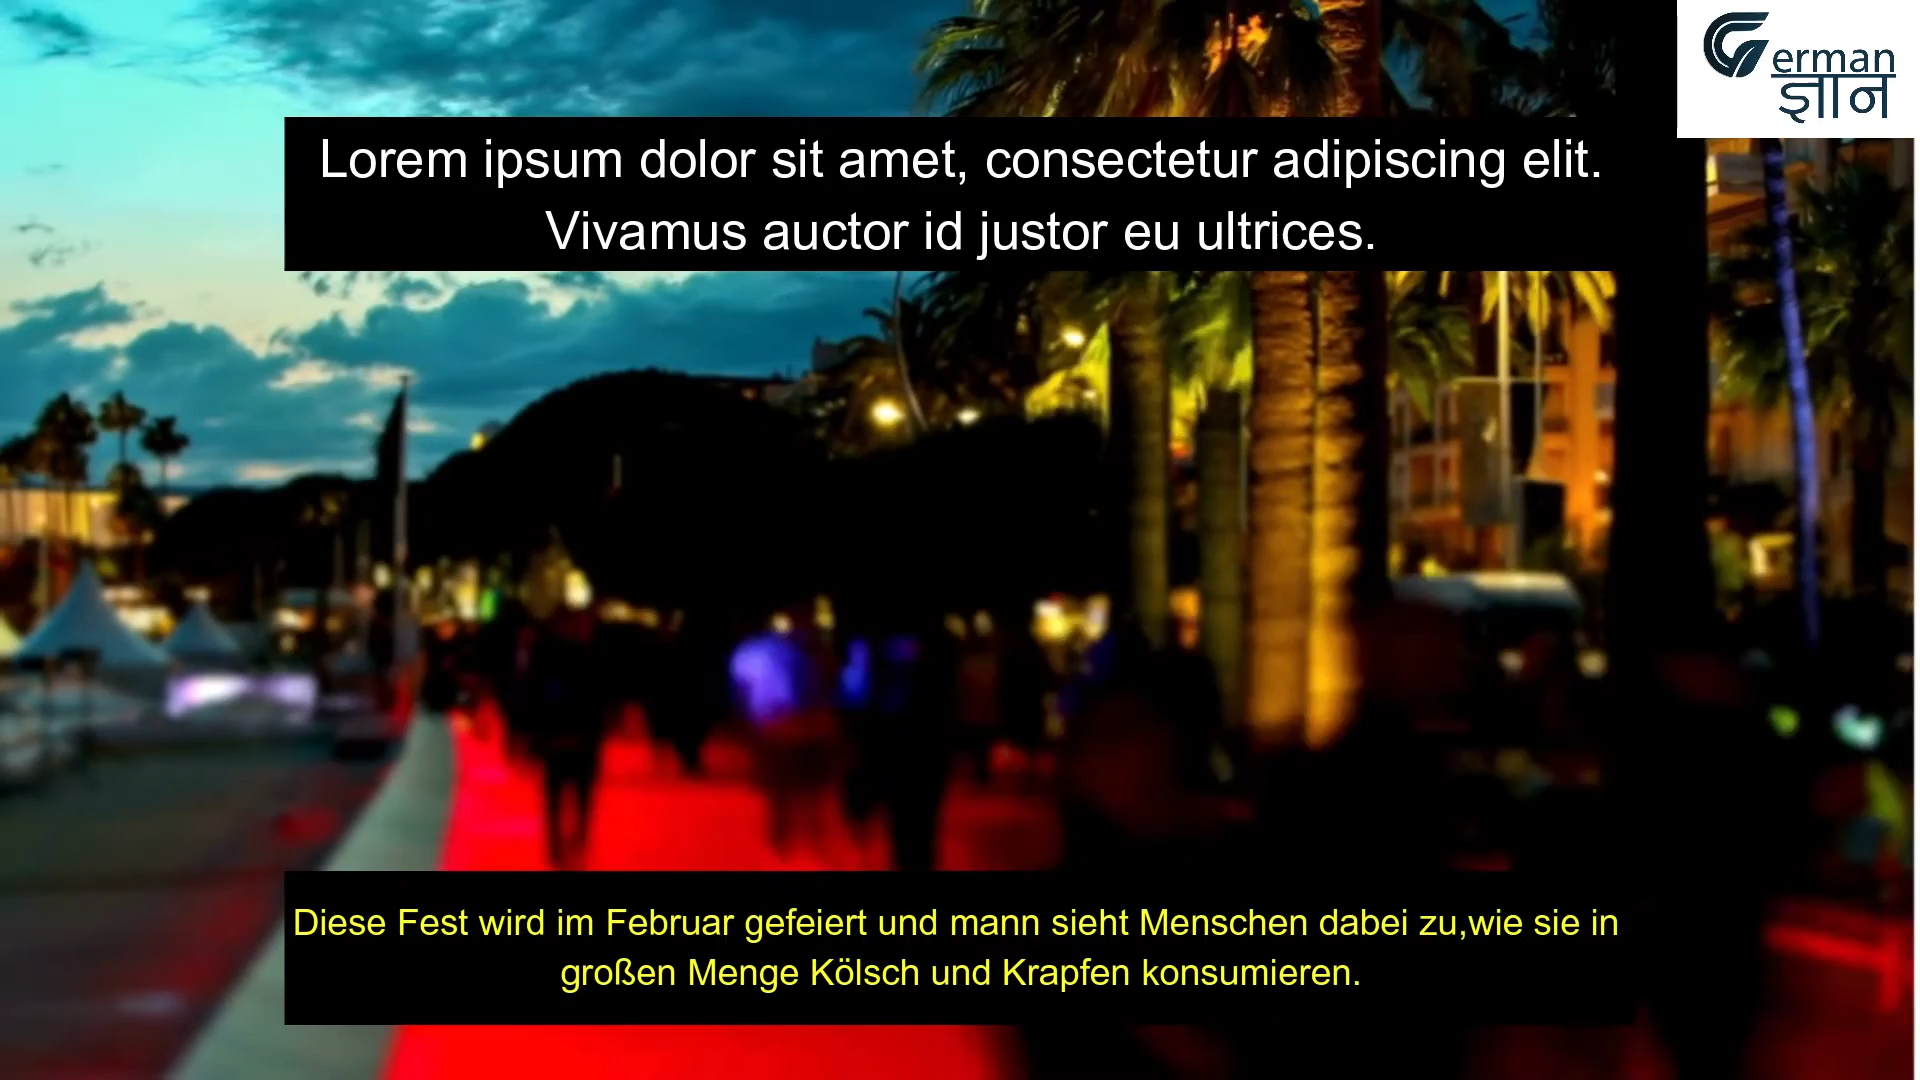 German
ज्ञान
Lorem ipsum dolor sit amet, consectetur adipiscing elit.
Vivamus auctor id justor eu ultrices.
Diese Fest wird im Februar gefeiert und mann sieht Menschen dabei zu,wie sie in
großen Menge Kölsch und Krapfen konsumieren.